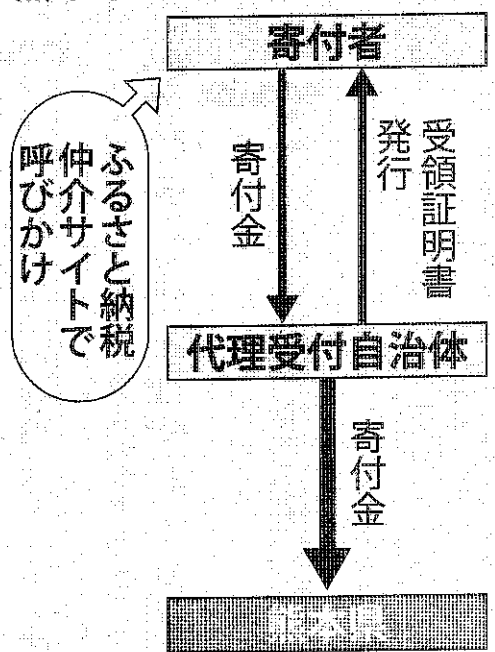 寄付者
ふるさと納税
仲介サイトで
呼びかけ
寄付金
受領証明書
発行
代理受付自治体
寄付金
熊本県